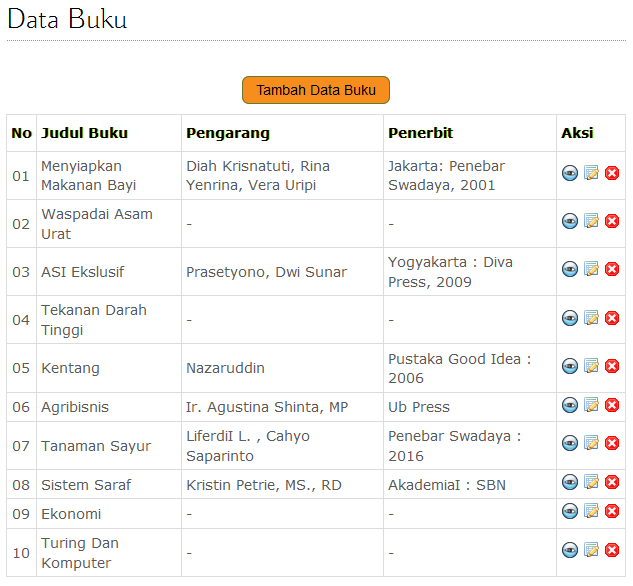 Data Buku
Tambah Data Buku
No Judul Buku Pengarang Penerbit Aksi
01 Menyiapkan Makanan Bayi Diah Krisnatuti, Rina Yenrina, Vera Uripi Jakarta: Penebar Swadaya, 2001
02 Waspadai Asam Urat - -
03 ASI Ekslusif Prasetyono, Dwi Sunar Yogyakarta : Diva Press, 2009
04 Tekanan Darah Tinggi - -
05 Kentang Nazaruddin Pustaka Good Idea : 2006
06 Agribisnis Ir. Agustina Shinta, MP Ub Press
07 Tanaman Sayur LiferdiI L. , Cahyo Saparinto Penebar Swadaya : 2016
08 Sistem Saraf Kristin Petrie, MS., RD AkademiaI : SBN
09 Ekonomi - -
10 Turing Dan Komputer - -